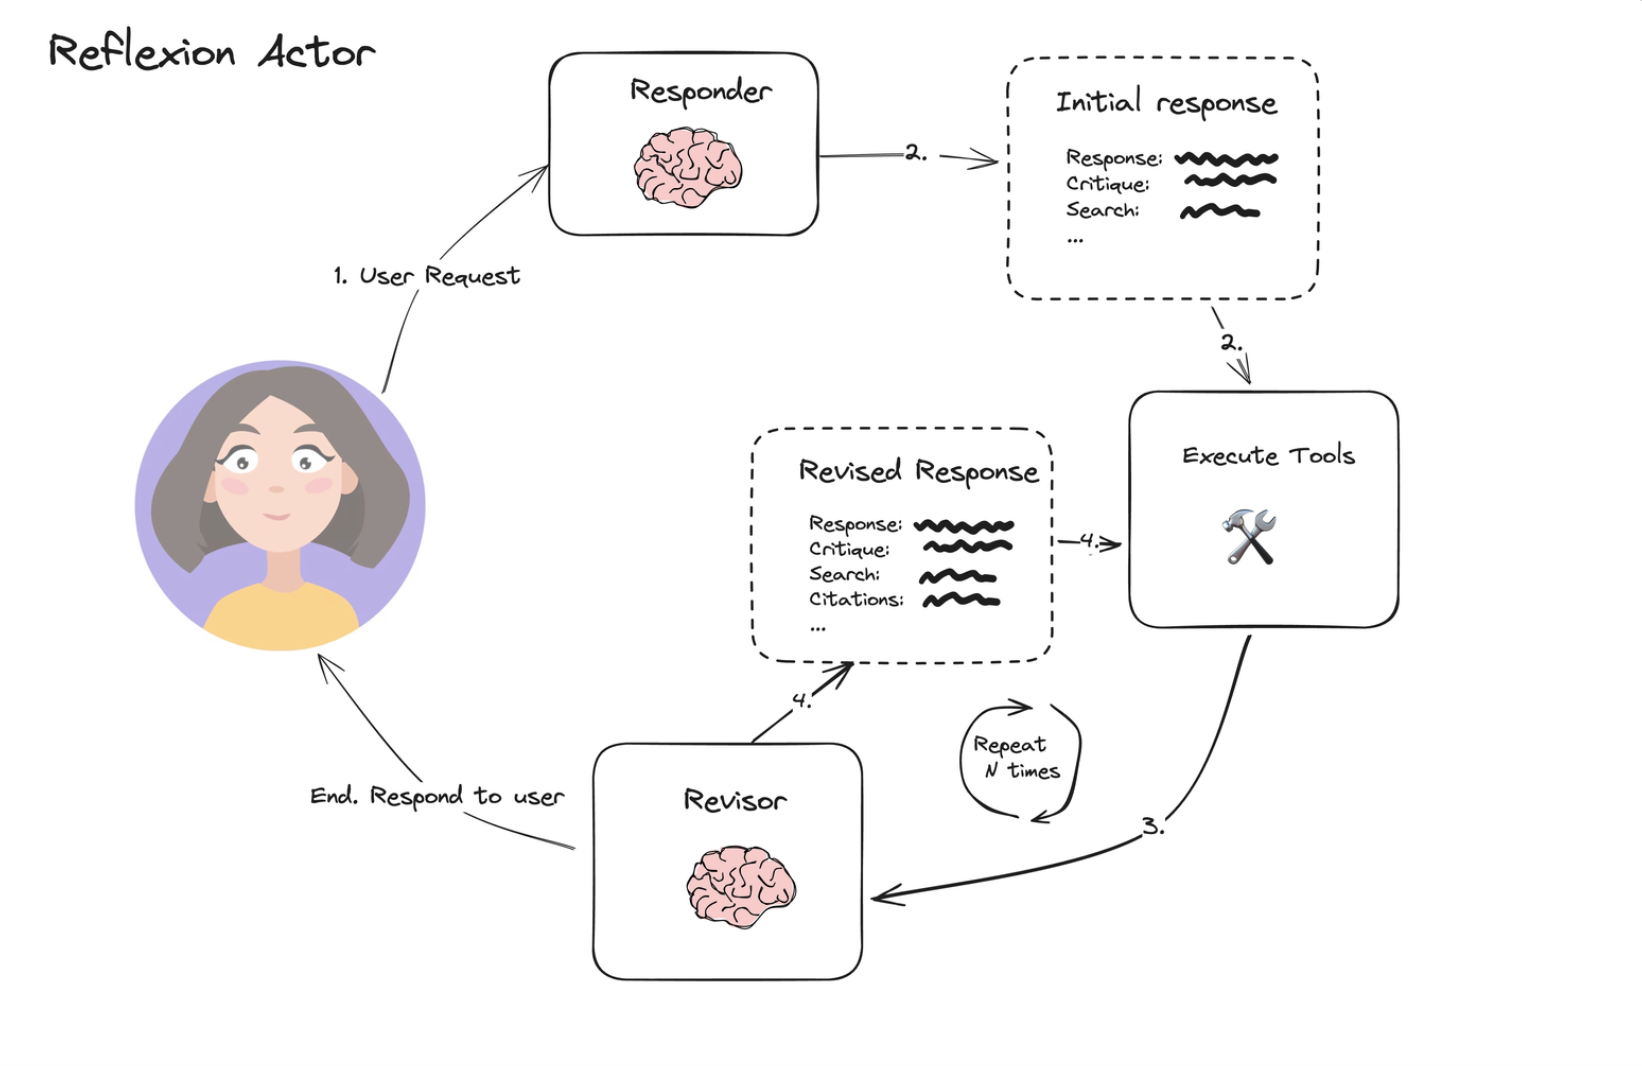 Reflexion Actor
Responder
2.
Initial response
Response:
Critique:
Search:
...
1. User Request
2.
Execute Tools
Revised Response
Response:
Critique:
Search:
Citations:
...
4.
4.
Repeat
N times
3.
Revisor
End. Respond to user